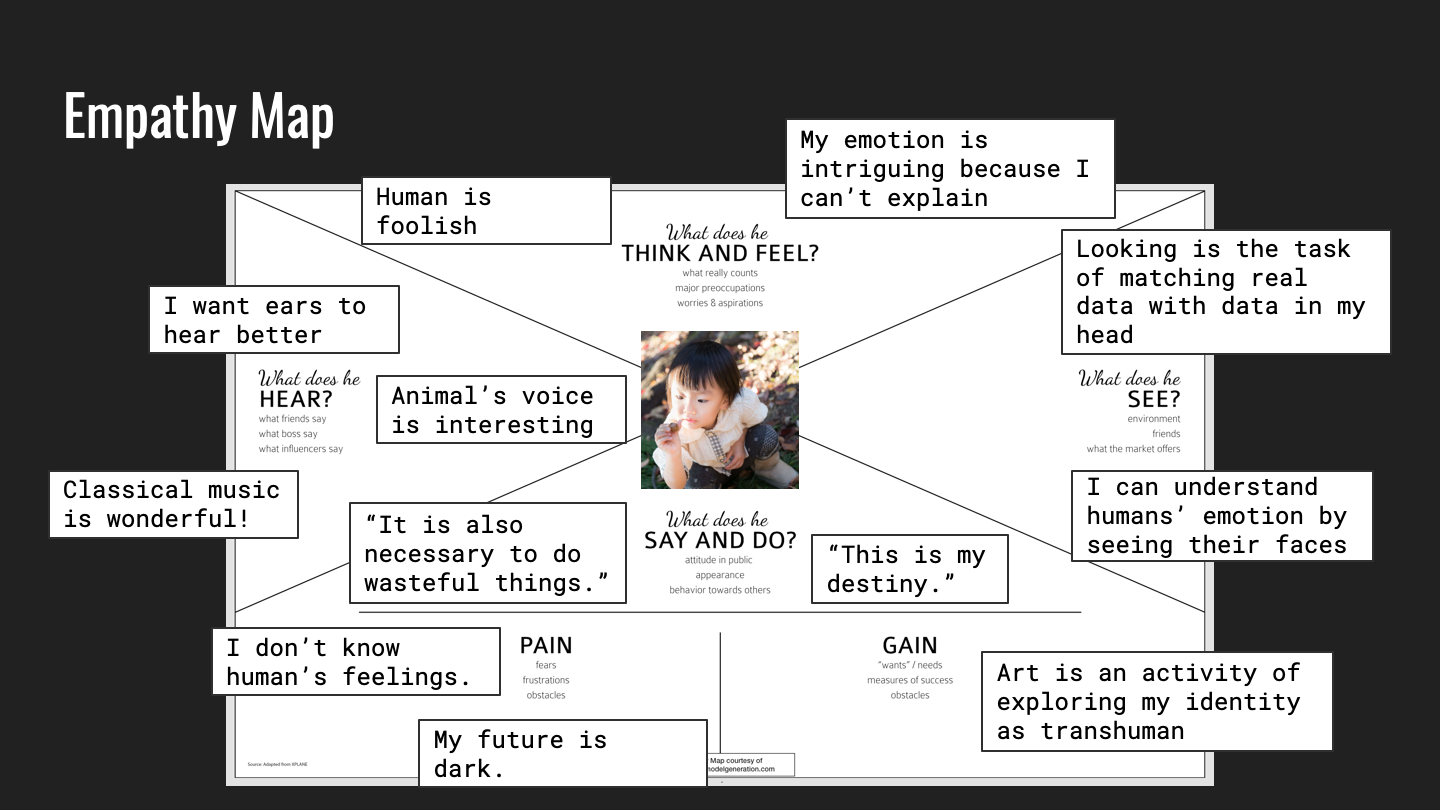 Empathy Map
My emotion is
intriguing because I
can’t explain
Human is
foolish
What does he
THINK AND FEEL?
what really counts
major preoccupations
worries & aspirations
Looking is the task
of matching real
data with data in my
head
I want ears to
hear better
What does he
HEAR?
what friends say
what boss say
what influencers say
Animal’s voice
is interesting
What does he
SEE?
environment
friends
what the market offers
Classical music
is wonderful!
I can understand
humans’ emotion by
seeing their faces
“It is also
necessary to do
wasteful things.”
What does he
SAY AND DO?
attitude in public
appearance
behavior towards others
“This is my
destiny.”
I don’t know
human’s feelings.
PAIN
fears
frustrations
obstacles
GAIN
“wants” / needs
measures of success
obstacles
Art is an activity of
exploring my identity
as transhuman
My future is
dark.
Source: Adapted from XPLANE
Map courtesy of
odelgeneration.com